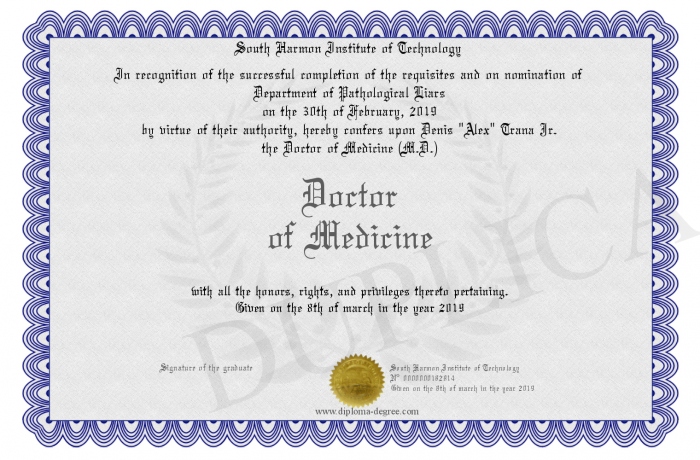 South Harmon Institute of Technology
In recognition of the successful completion of the requisites and on nomination of
Department of Pathological Liars
on the 30th of February, 2019
by virtue of their authority, hereby confers upon Denis "Alex" Trana Jr.
the Doctor of Medicine (M.D.)
Doctor
of Medicine
with all the honors, rights, and privileges thereto pertaining.
Given on the 8th of march in the year 2019
DUPLICA
Signature of the graduate
South Harmon Institute of Technology
N° 0000000182814
Given on the 8th of march in the year 2019
www.diploma-degree.com